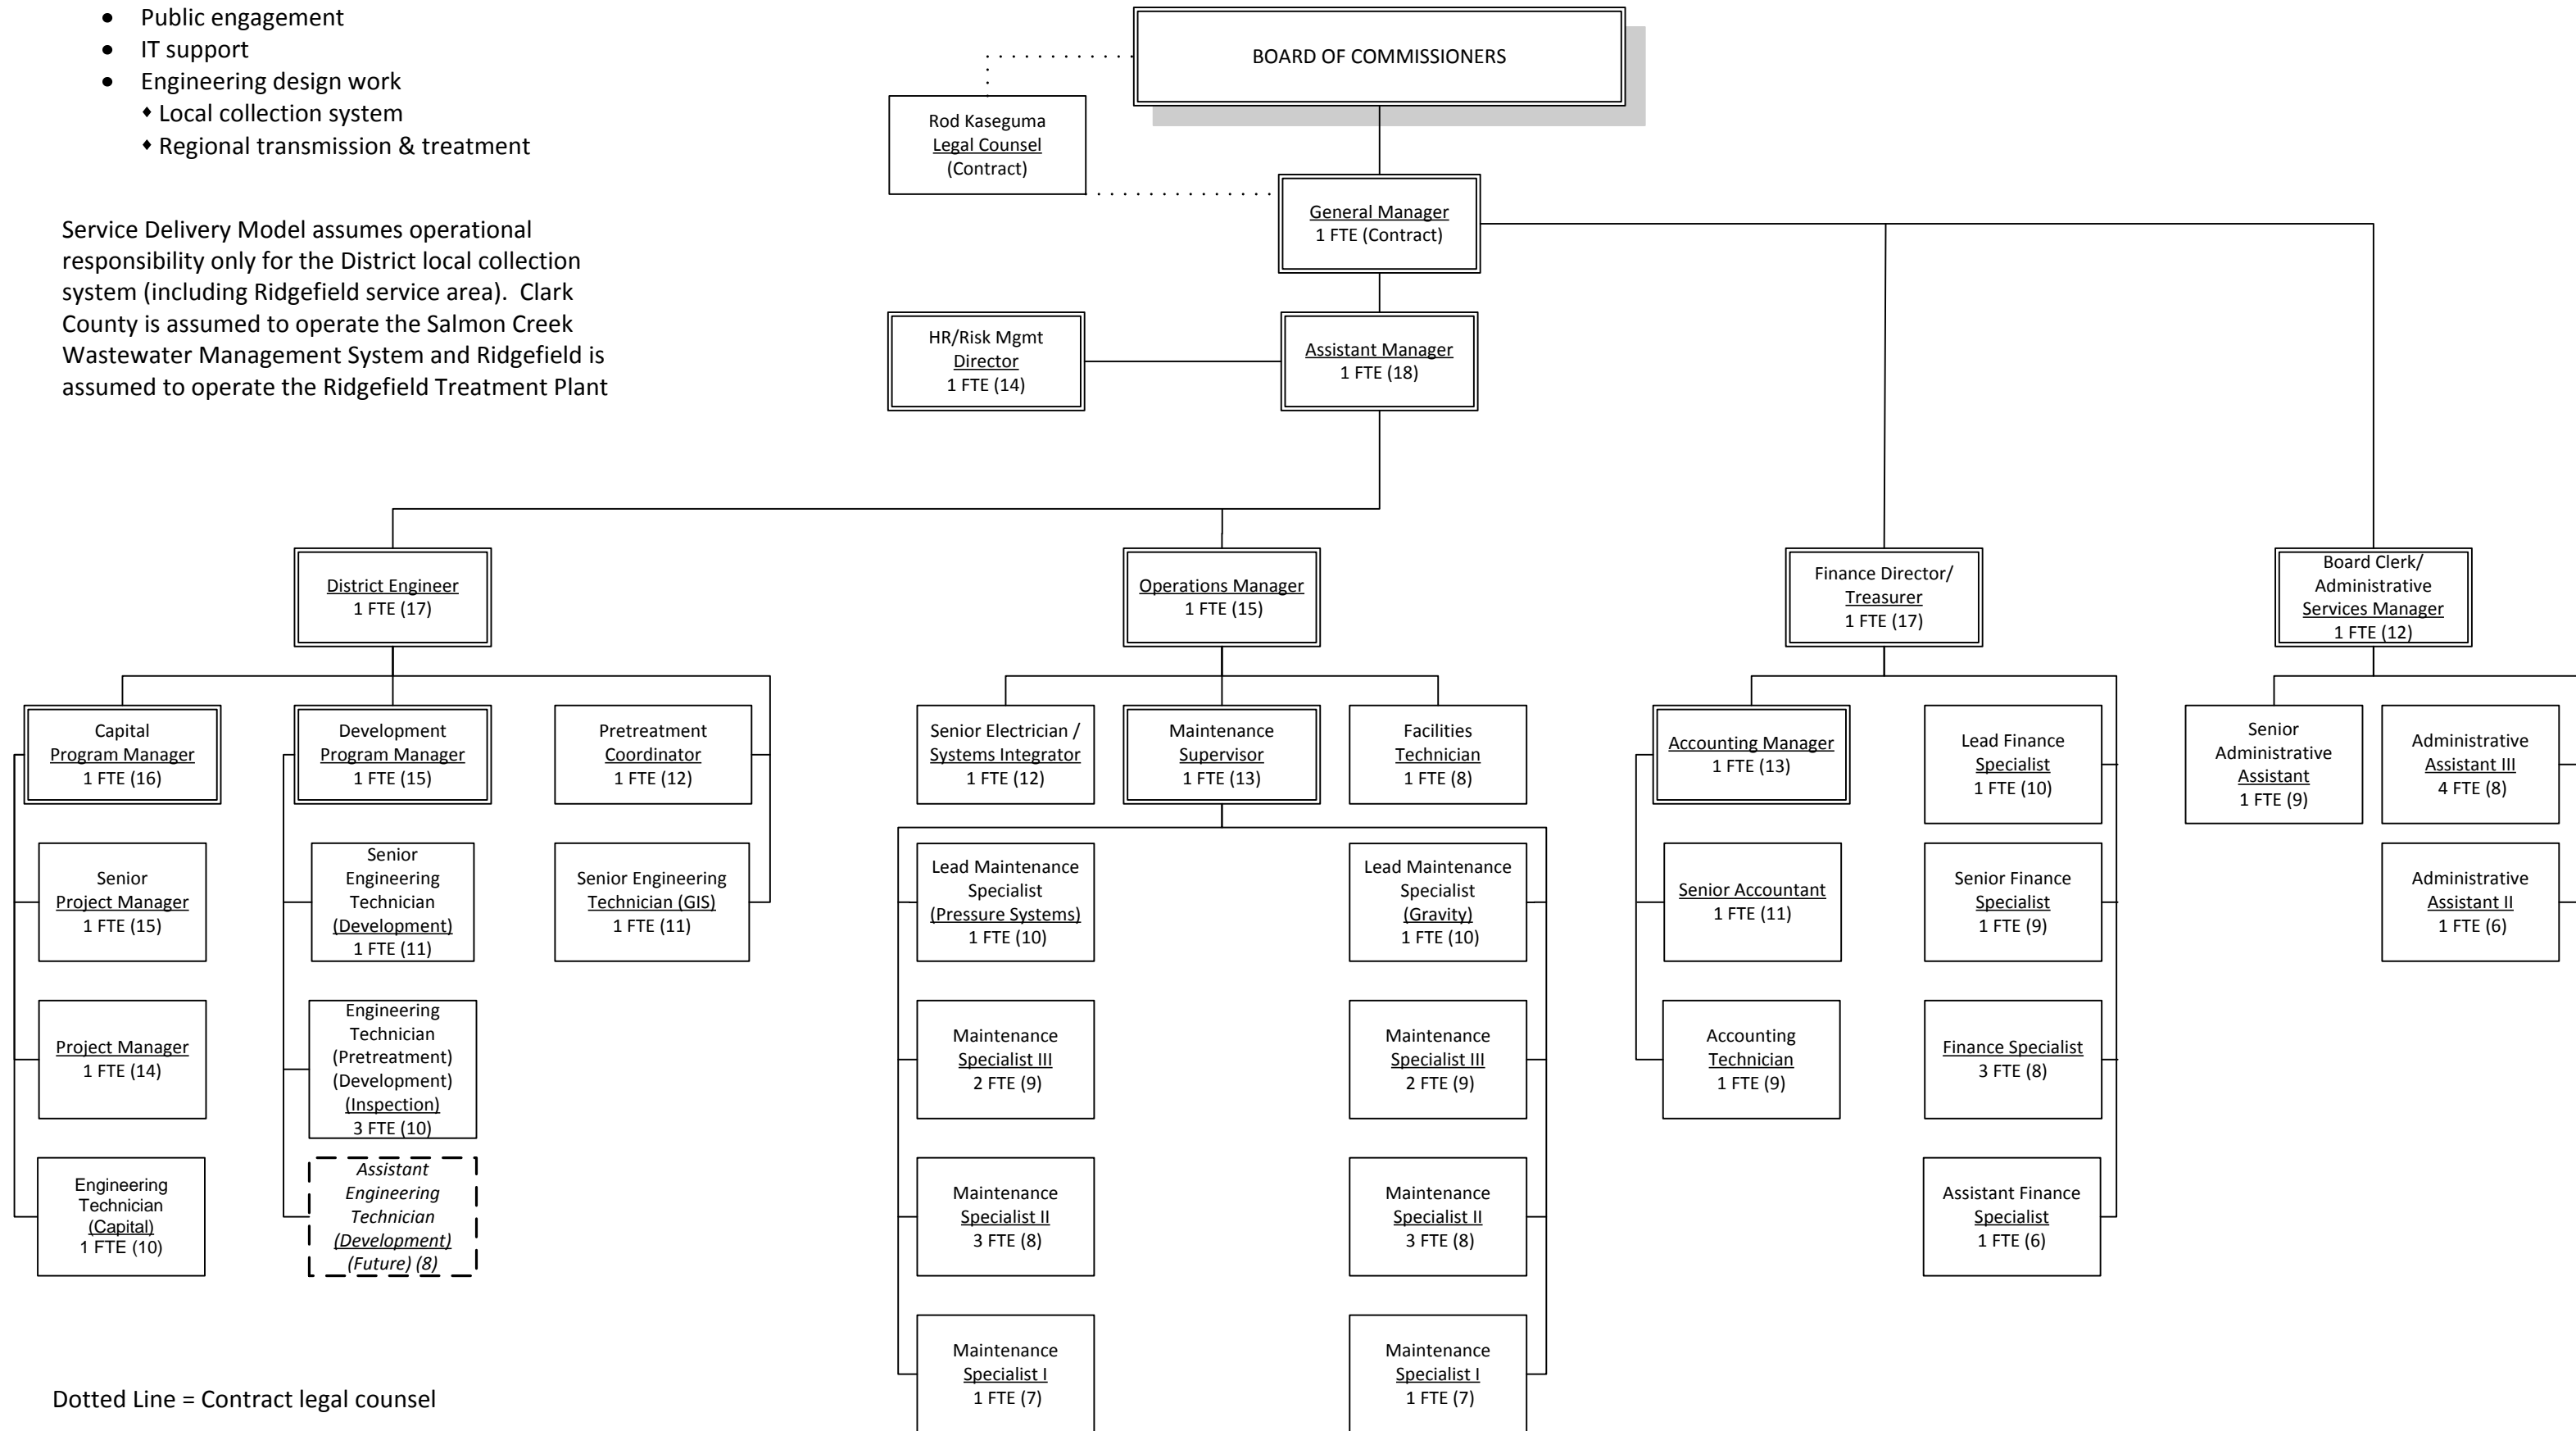 • Public engagement
• IT support
• Engineering design work
♦ Local collection system
♦ Regional transmission & treatment
Service Delivery Model assumes operational
responsibility only for the District local collection
system (including Ridgefield service area).  Clark
County is assumed to operate the Salmon Creek
Wastewater Management System and Ridgefield is
assumed to operate the Ridgefield Treatment Plant
BOARD OF COMMISSIONERS
Rod Kaseguma
Legal Counsel
(Contract)
General Manager
1 FTE (Contract)
HR/Risk Mgmt
Director
1 FTE (14)
Assistant Manager
1 FTE (18)
District Engineer
1 FTE (17)
Operations Manager
1 FTE (15)
Finance Director/
Treasurer
1 FTE (17)
Board Clerk/
Administrative
Services Manager
1 FTE (12)
Capital
Program Manager
1 FTE (16)
Development
Program Manager
1 FTE (15)
Pretreatment
Coordinator
1 FTE (12)
Senior Electrician /
Systems Integrator
1 FTE (12)
Maintenance
Supervisor
1 FTE (13)
Facilities
Technician
1 FTE (8)
Accounting Manager
1 FTE (13)
Lead Finance
Specialist
1 FTE (10)
Senior
Administrative
Assistant
1 FTE (9)
Administrative
Assistant III
4 FTE (8)
Senior
Project Manager
1 FTE (15)
Senior
Engineering
Technician
(Development)
1 FTE (11)
Senior Engineering
Technician (GIS)
1 FTE (11)
Lead Maintenance
Specialist
(Pressure Systems)
1 FTE (10)
Lead Maintenance
Specialist
(Gravity)
1 FTE (10)
Senior Accountant
1 FTE (11)
Senior Finance
Specialist
1 FTE (9)
Administrative
Assistant II
1 FTE (6)
Project Manager
1 FTE (14)
Engineering
Technician
(Pretreatment)
(Development)
(Inspection)
3 FTE (10)
Maintenance
Specialist III
2 FTE (9)
Maintenance
Specialist III
2 FTE (9)
Accounting
Technician
1 FTE (9)
Finance Specialist
3 FTE (8)
Engineering
Technician
(Capital)
1 FTE (10)
Assistant
Engineering
Technician
(Development)
(Future) (8)
Maintenance
Specialist II
3 FTE (8)
Maintenance
Specialist II
3 FTE (8)
Assistant Finance
Specialist
1 FTE (6)
Maintenance
Specialist I
1 FTE (7)
Maintenance
Specialist I
1 FTE (7)
Dotted Line = Contract legal counsel